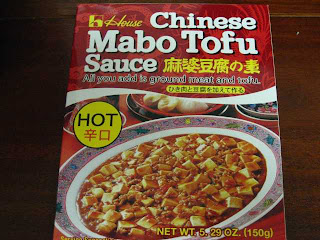 House Chinese
Mabo Tofu
Sauce 麻婆豆腐の素
All you add is ground meat and tofu.
ひき肉と豆腐を加えて作る
HOT
辛口
NET WT. 5.29 OZ. (150g)